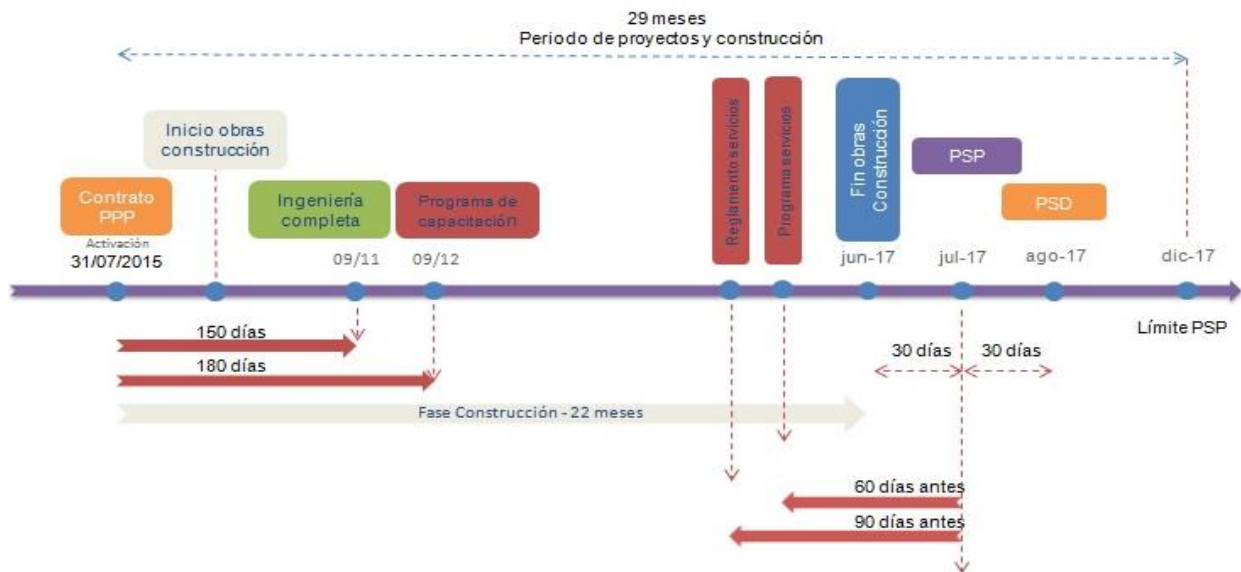 29 meses
Periodo de proyectos y construcción
Inicio obras
construcción
Contrato
PPP
Activación
31/07/2015
Ingeniería
completa
09/11
Programa de
capacitación
09/12
Reglamento servicios
Programa servicios
Fin obras
Construcción
jun-17
PSP
jul-17
PSD
ago-17
dic-17
Límite PSP
150 días
180 días
30 días
30 días
Fase Construcción - 22 meses
60 días antes
90 días antes